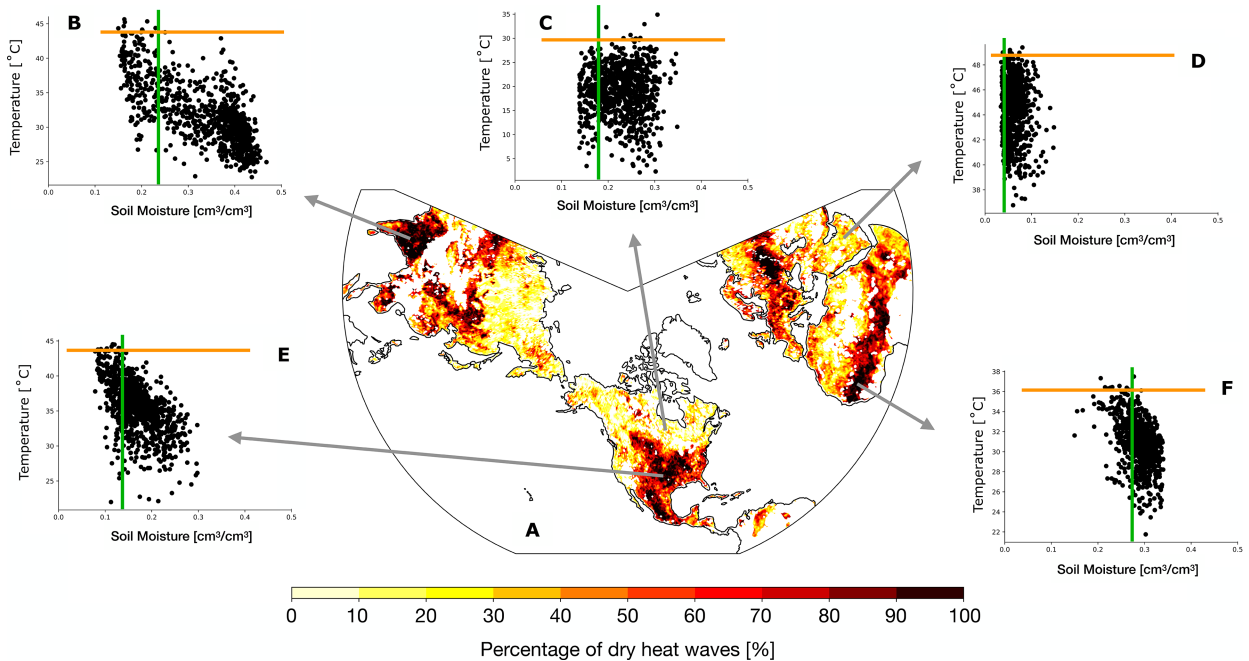 B
Temperature [°C]
45
40
35
30
25
0.0 0.1 0.2 0.3 0.4 0.5
Soil Moisture [cm³/cm³]
C
Temperature [°C]
35
30
25
20
15
10
5
0.0 0.1 0.2 0.3 0.4 0.5
Soil Moisture [cm³/cm³]
D
Temperature [°C]
48
46
44
42
40
38
0.0 0.1 0.2 0.3 0.4 0.5
Soil Moisture [cm³/cm³]
E
Temperature [°C]
45
40
35
30
25
0.0 0.1 0.2 0.3 0.4 0.5
Soil Moisture [cm³/cm³]
A
F
Temperature [°C]
38
36
34
32
30
28
26
24
22
0.0 0.1 0.2 0.3 0.4 0.5
Soil Moisture [cm³/cm³]
0 10 20 30 40 50 60 70 80 90 100
Percentage of dry heat waves [%]